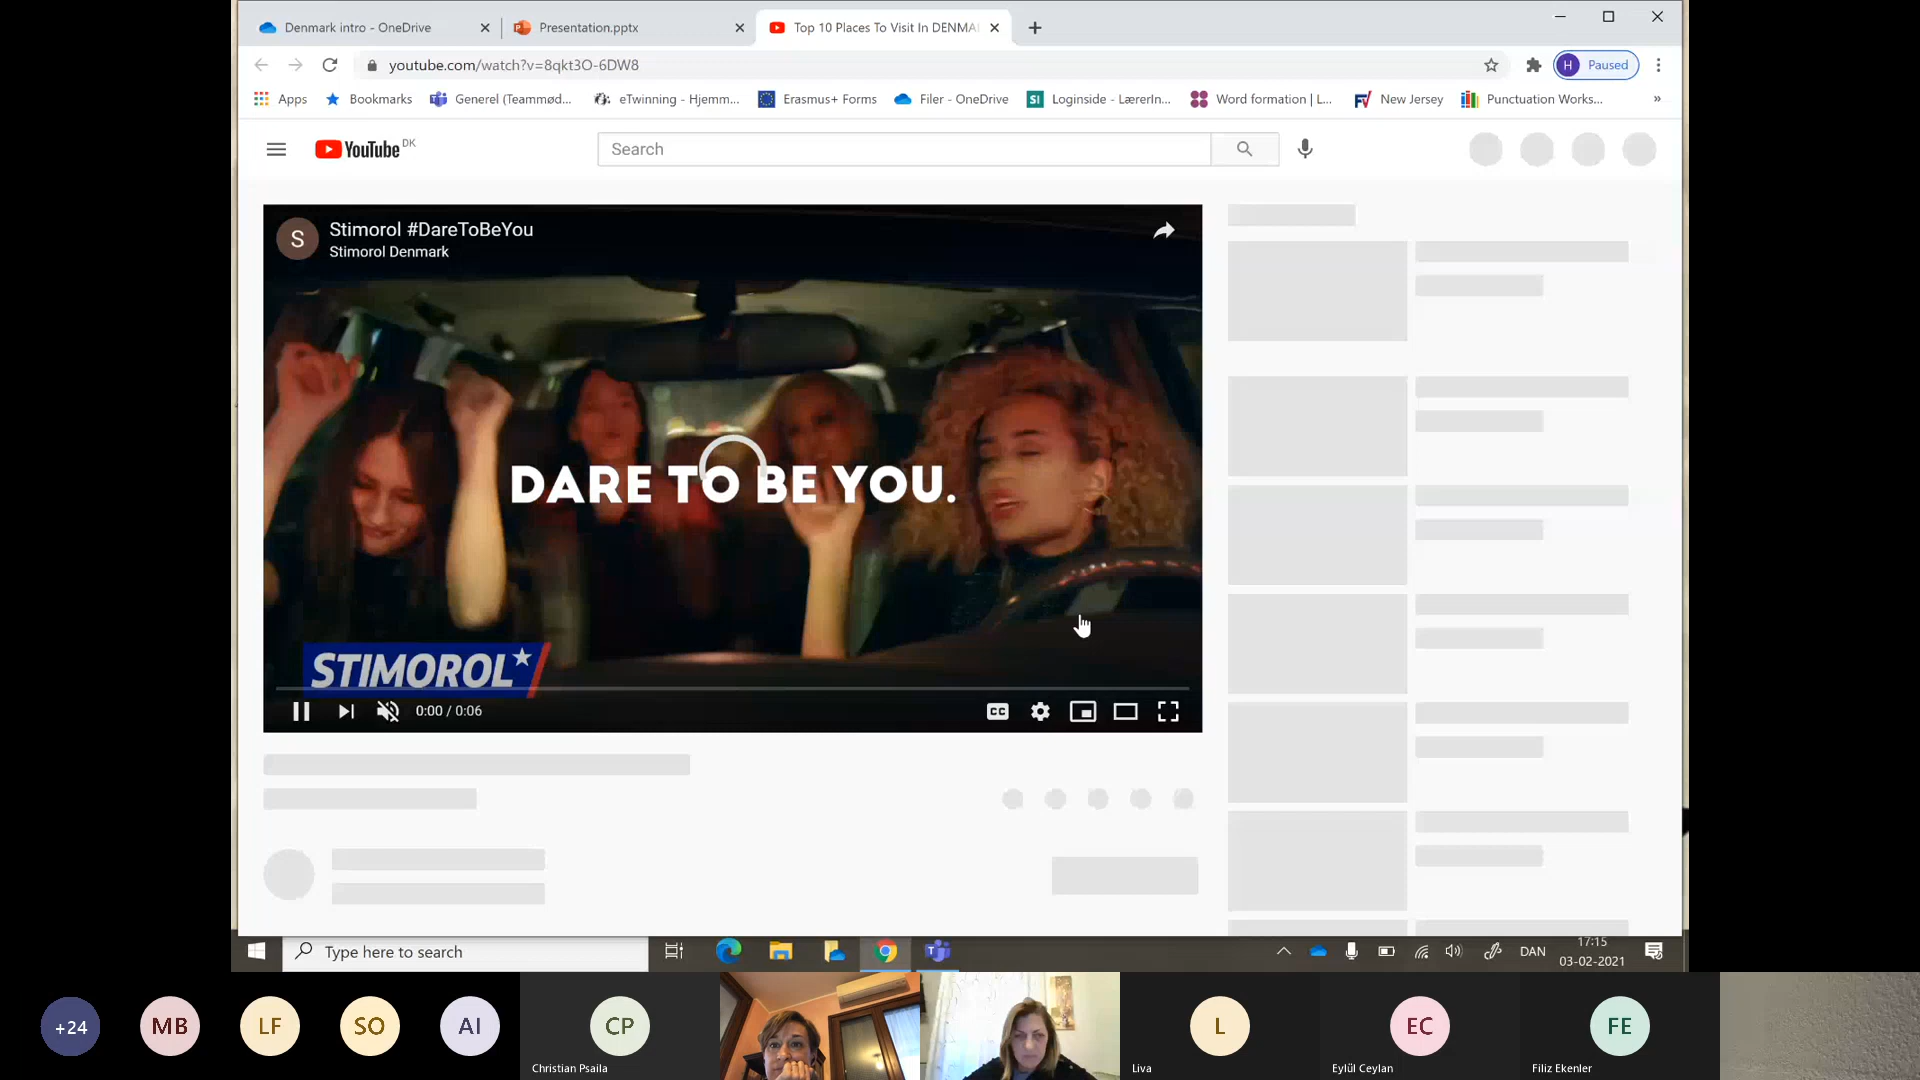 Denmark intro - OneDrive
Presentation.pptx
Top 10 Places To Visit In DENMA
youtube.com/watch?v=8qkt3O-6DW8
H
Paused
Apps
Bookmarks
Generel (Teammød...
eTwinning - Hjemm...
Erasmus+ Forms
Filer - OneDrive
SI
Loginside - LærerIn...
Word formation | L...
New Jersey
Punctuation Works...
»
YouTube DK
Search
S
Stimorol #DareToBeYou
Stimorol Denmark
DARE TO BE YOU.
STIMOROL
0:00 / 0:06
CC
Type here to search
DAN
17:15
03-02-2021
+24
MB
LF
SO
AI
CP
Christian Psaila
L
Liva
EC
Eylül Ceylan
FE
Filiz Ekenler